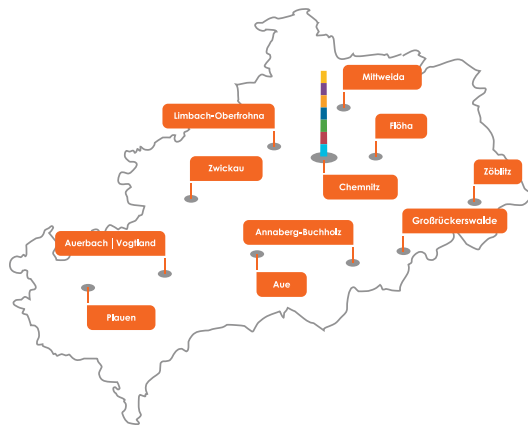 Mittweida
Limbach-Oberfrohna
Flöha
Zwickau
Zöblitz
Chemnitz
Großrückerswalde
Annaberg-Buchholz
Auerbach | Vogtland
Aue
Plauen